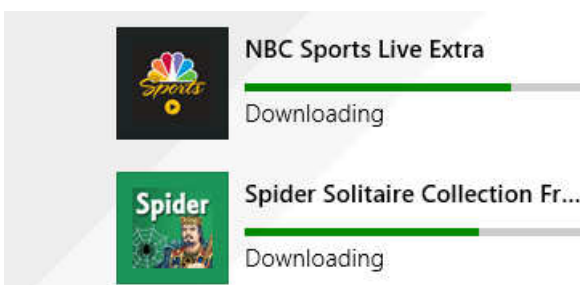 Sports
NBC Sports Live Extra
Downloading
Spider
Spider Solitaire Collection Fr...
Downloading